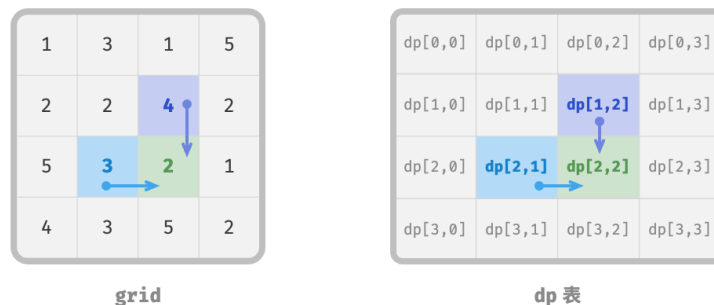 1 3 1 5
2 2 4 2
5 3 2 1
4 3 5 2
grid
dp[0,0] dp[0,1] dp[0,2] dp[0,3]
dp[1,0] dp[1,1] dp[1,2] dp[1,3]
dp[2,0] dp[2,1] dp[2,2] dp[2,3]
dp[3,0] dp[3,1] dp[3,2] dp[3,3]
dp 表